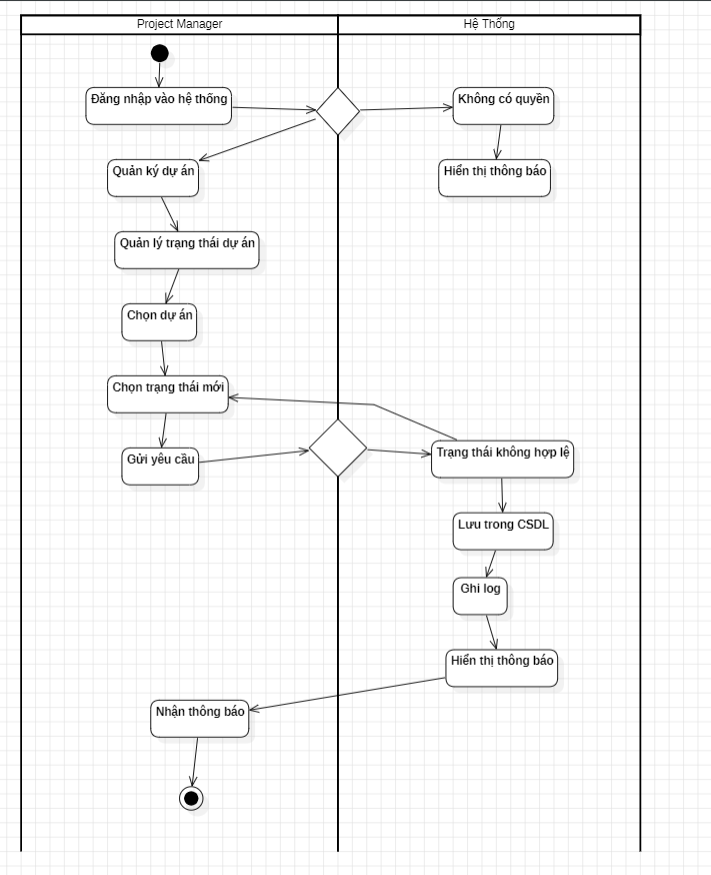 Project Manager
Hệ Thống
Đăng nhập vào hệ thống
Không có quyền
Quản ký dự án
Hiển thị thông báo
Quản lý trạng thái dự án
Chọn dự án
Chọn trạng thái mới
Gửi yêu cầu
Trạng thái không hợp lệ
Lưu trong CSDL
Ghi log
Hiển thị thông báo
Nhận thông báo